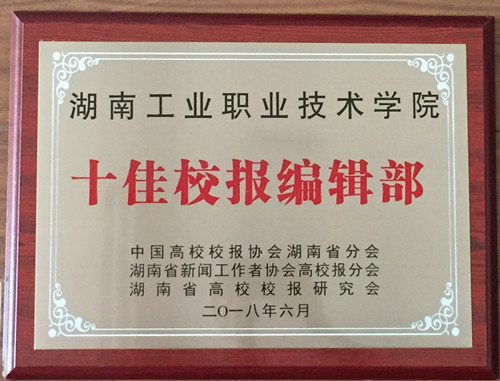 湖南工业职业技术学院
十佳校报编辑部
中国高校校报协会湖南省分会
湖南省新闻工作者协会高校报分会
湖南省高校校报研究会
二O一八年六月